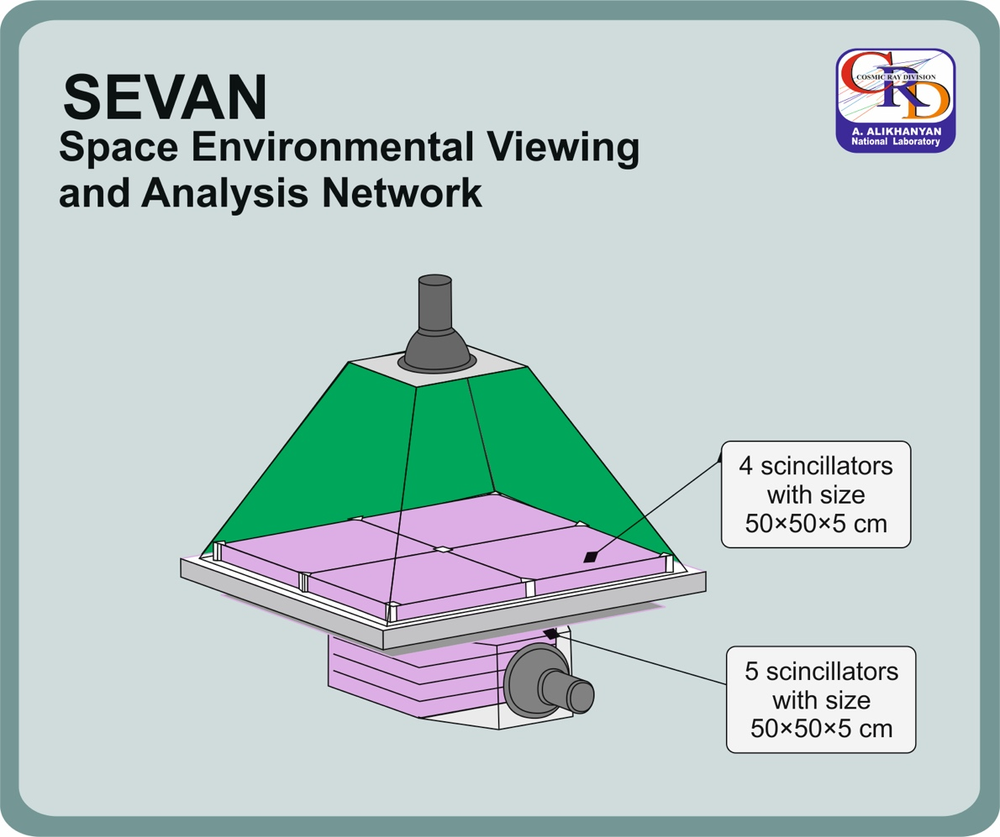 SEVAN
Space Environmental Viewing
and Analysis Network
CRD
COSMIC RAY DIVISION
A. ALIKHANYAN
National Laboratory
4 scincillators
with size
50×50×5 cm
5 scincillators
with size
50×50×5 cm